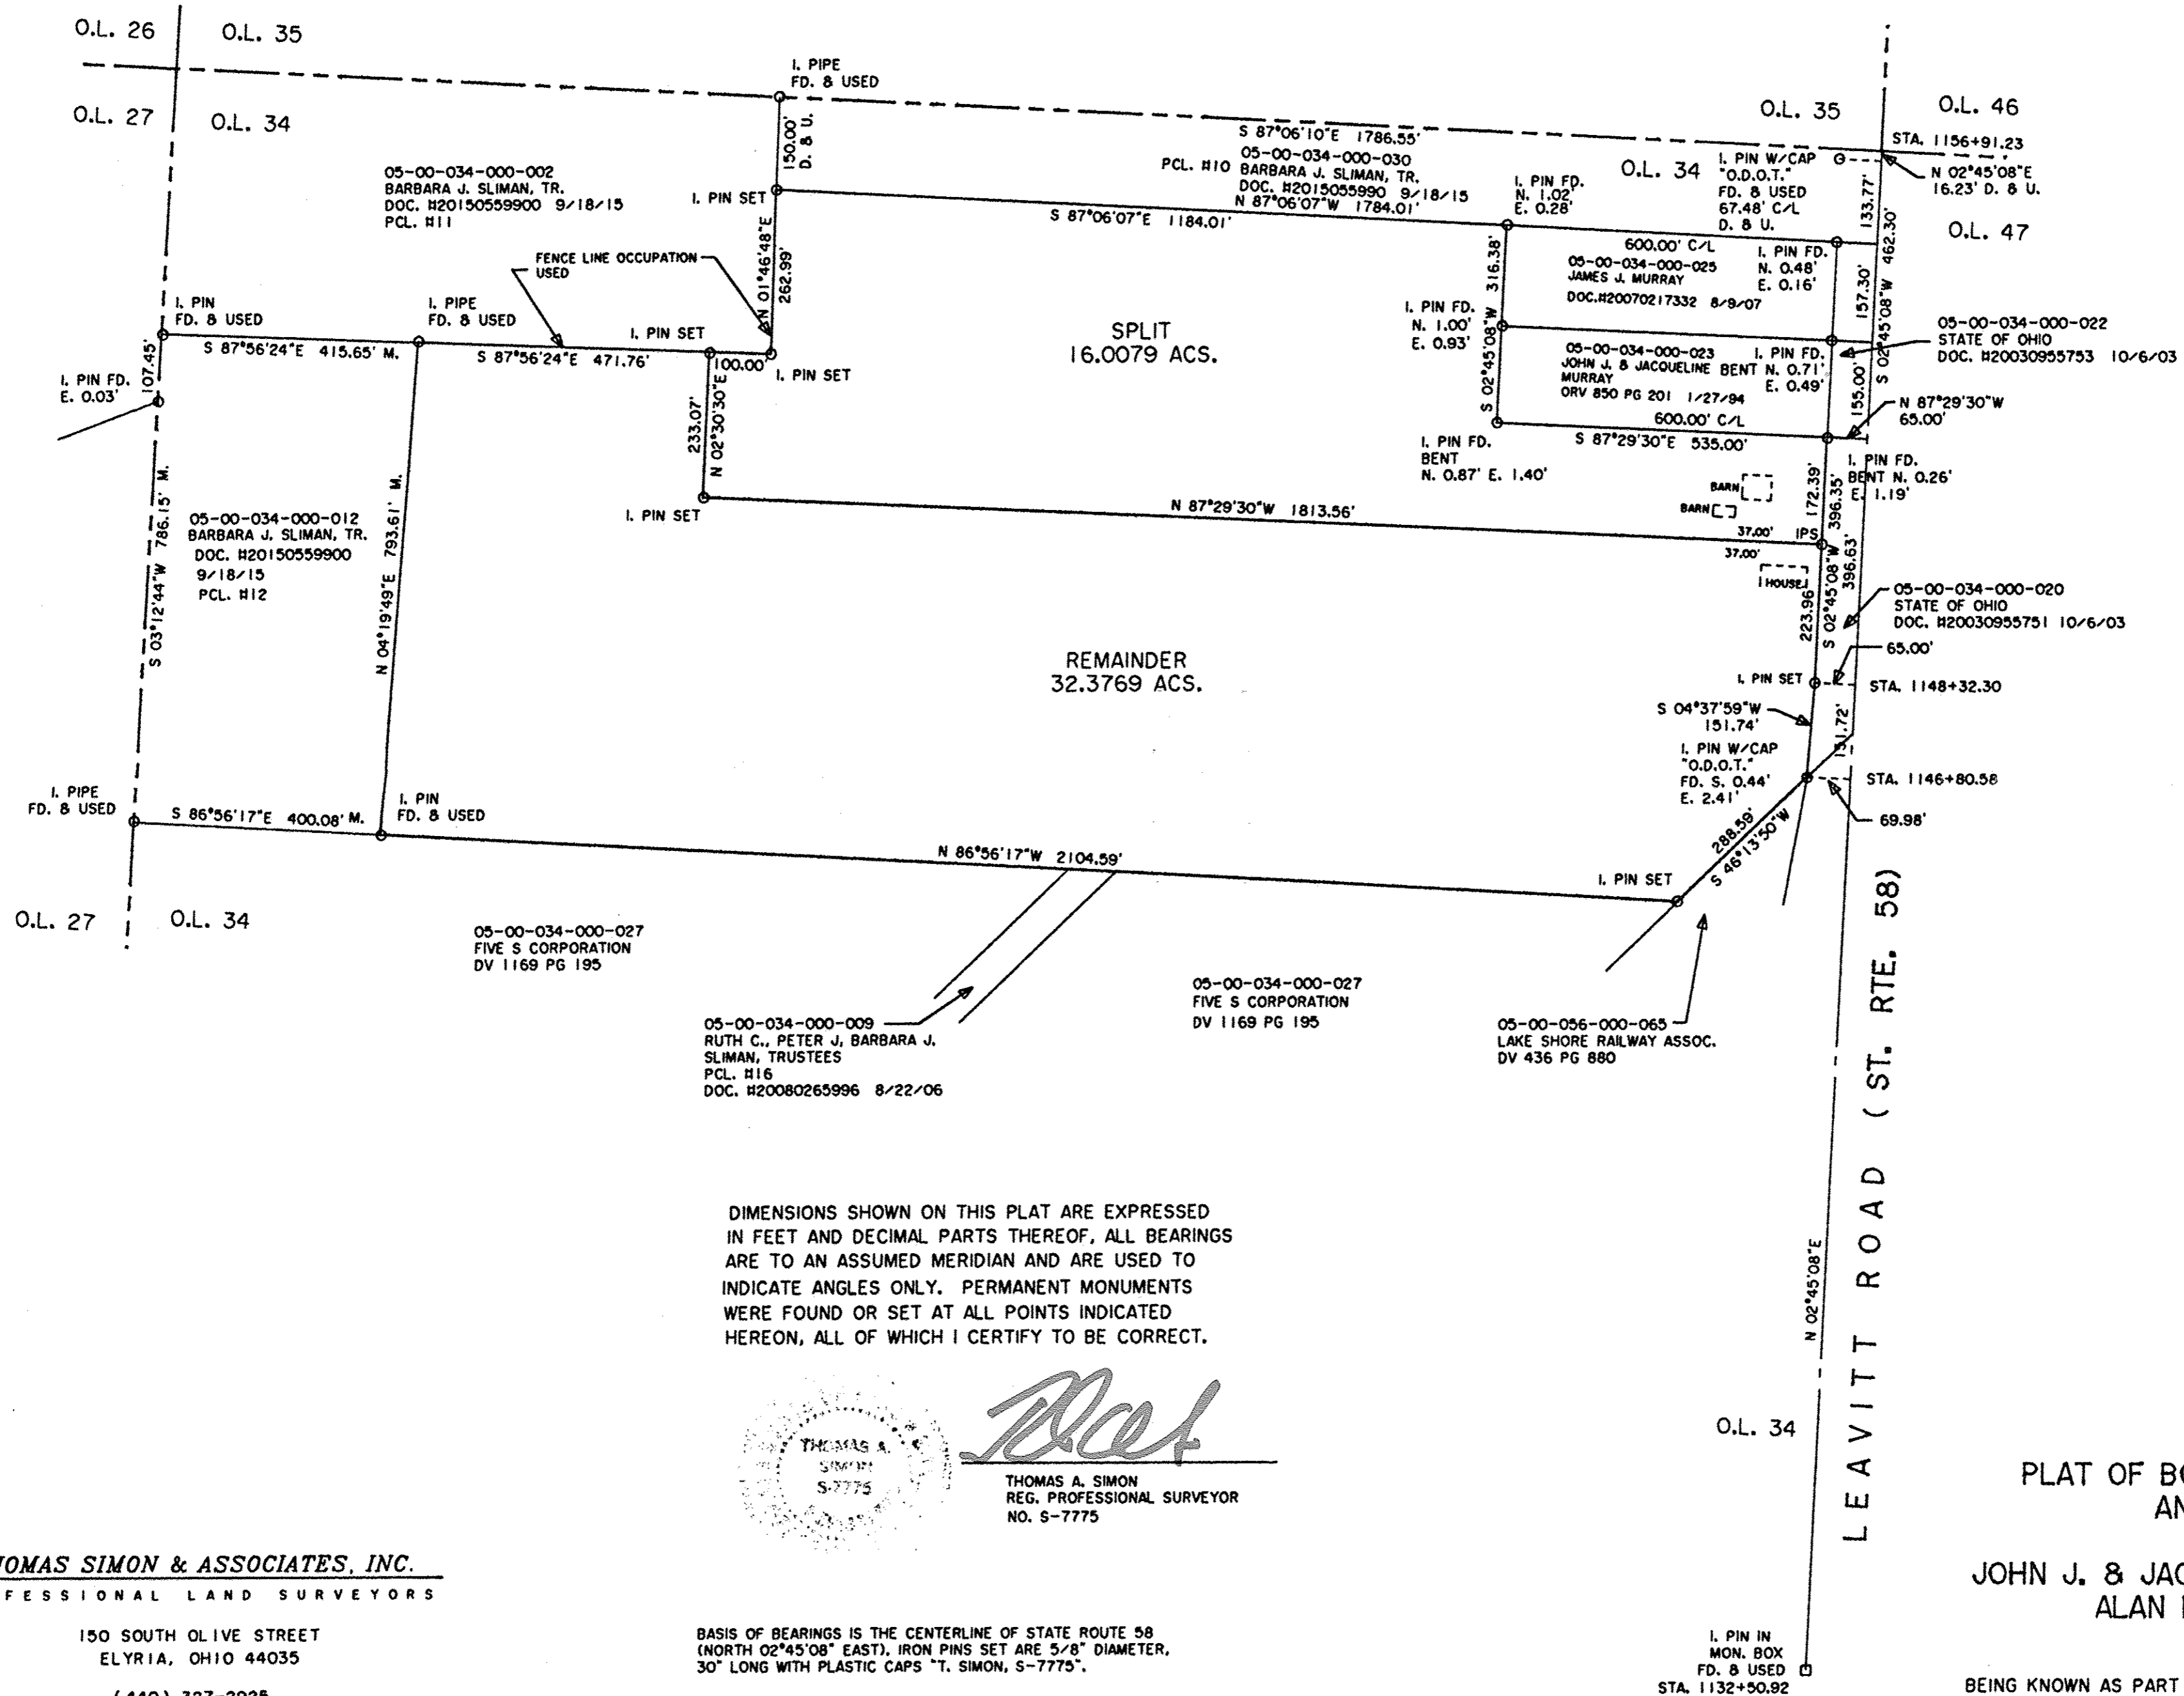 O.L. 26
O.L. 35
O.L. 27
O.L. 34
I. PIPE
FD. & USED
150.00'
D. & U.
05-00-034-000-002
BARBARA J. SLIMAN, TR.
DOC. #20150559900 9/18/15
PCL. #11
I. PIN SET
N 01°46'48"E
262.99'
FENCE LINE OCCUPATION
USED
S 87°06'10"E 1786.55'
05-00-034-000-030
PCL. #10 BARBARA J. SLIMAN, TR.
DOC. #2015055990 9/18/15
N 87°06'07"W 1784.01'
S 87°06'07"E 1184.01'
O.L. 35
O.L. 34
O.L. 46
STA. 1156+91.23
N 02°45'08"E
16.23' D. & U.
O.L. 47
I. PIN W/CAP
"O.D.O.T."
FD. & USED
67.48' C/L
D. & U.
133.77'
S 02°45'08"W 462.30'
I. PIN FD.
N. 1.02'
E. 0.28'
600.00' C/L
05-00-034-000-025
JAMES J. MURRAY
DOC.#20070217332 8/9/07
I. PIN FD.
N. 0.48'
E. 0.16'
157.30'
S 02°45'08"W 316.38'
I. PIN FD.
N. 1.00'
E. 0.93'
05-00-034-000-023
JOHN J. & JACQUELINE BENT
MURRAY
ORV 850 PG 201 1/27/94
I. PIN FD.
N. 0.71'
E. 0.49'
155.00'
05-00-034-000-022
STATE OF OHIO
DOC. #20030955753 10/6/03
N 87°29'30"W
65.00'
600.00' C/L
S 87°29'30"E 535.00'
I. PIN FD.
BENT
N. 0.87' E. 1.40'
I. PIN FD.
BENT N. 0.26'
E. 1.19'
SPLIT
16.0079 ACS.
I. PIN
FD. & USED
I. PIPE
FD. & USED
I. PIN SET
S 87°56'24"E 415.65' M.
S 87°56'24"E 471.76'
100.00'
I. PIN SET
107.45'
I. PIN FD.
E. 0.03'
233.07'
N 02°30'30"E
I. PIN SET
N 87°29'30"W 1813.56'
BARN
BARN
37.00'
IPS
37.00'
HOUSE
172.39'
396.35'
S 02°45'08"W
396.63'
223.96'
S 03°12'44"W 786.15' M.
05-00-034-000-012
BARBARA J. SLIMAN, TR.
DOC. #20150559900
9/18/15
PCL. #12
N 04°19'49"E 793.61' M.
REMAINDER
32.3769 ACS.
05-00-034-000-020
STATE OF OHIO
DOC. #20030955751 10/6/03
65.00'
I. PIN SET
STA. 1148+32.30
S 04°37'59"W
151.74'
151.72'
I. PIN W/CAP
"O.D.O.T."
FD. S. 0.44'
E. 2.41'
STA. 1146+80.58
69.98'
I. PIPE
FD. & USED
S 86°56'17"E 400.08' M.
I. PIN
FD. & USED
N 86°56'17"W 2104.59'
288.59'
S 46°13'50"W
I. PIN SET
O.L. 27
O.L. 34
05-00-034-000-027
FIVE S CORPORATION
DV 1169 PG 195
05-00-034-000-009
RUTH C., PETER J, BARBARA J.
SLIMAN, TRUSTEES
PCL. #16
DOC. #20080265996 8/22/06
05-00-034-000-027
FIVE S CORPORATION
DV 1169 PG 195
05-00-056-000-065
LAKE SHORE RAILWAY ASSOC.
DV 436 PG 880
LEAVITT ROAD (ST. RTE. 58)
N 02°45'08"E
DIMENSIONS SHOWN ON THIS PLAT ARE EXPRESSED
IN FEET AND DECIMAL PARTS THEREOF, ALL BEARINGS
ARE TO AN ASSUMED MERIDIAN AND ARE USED TO
INDICATE ANGLES ONLY. PERMANENT MONUMENTS
WERE FOUND OR SET AT ALL POINTS INDICATED
HEREON, ALL OF WHICH I CERTIFY TO BE CORRECT.
THOMAS A.
SIMON
S-7775
THOMAS A. SIMON
REG. PROFESSIONAL SURVEYOR
NO. S-7775
O.L. 34
PLAT OF BO
AN
JOHN J. & JAC
ALAN
OMAS SIMON & ASSOCIATES, INC.
FESSIONAL LAND SURVEYORS
150 SOUTH OLIVE STREET
ELYRIA, OHIO 44035
(440) 327-2925
BASIS OF BEARINGS IS THE CENTERLINE OF STATE ROUTE 58
(NORTH 02°45'08" EAST). IRON PINS SET ARE 5/8" DIAMETER,
30" LONG WITH PLASTIC CAPS "T. SIMON, S-7775".
I. PIN IN
MON. BOX
FD. & USED
STA. 1132+50.92
BEING KNOWN AS PART